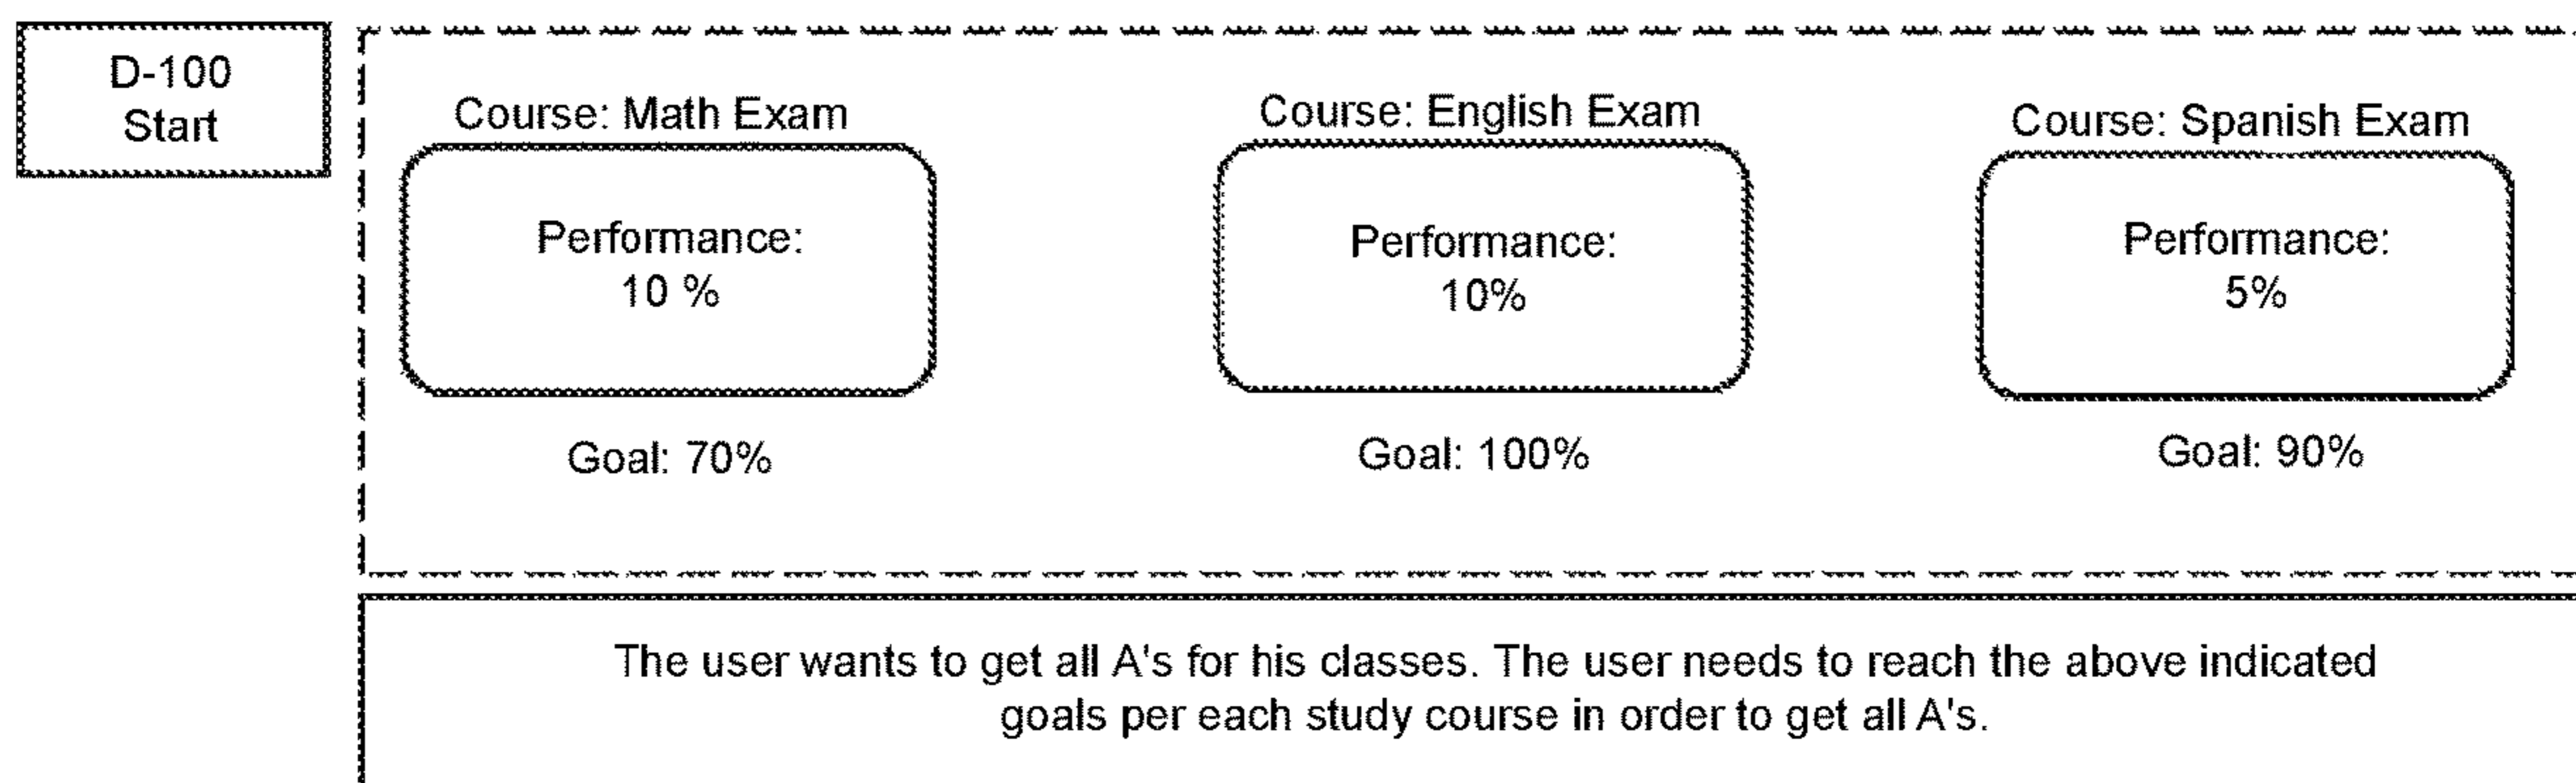 D-100
Start
Course: Math Exam
Performance:
10 %
Goal: 70%
Course: English Exam
Performance:
10%
Goal: 100%
Course: Spanish Exam
Performance:
5%
Goal: 90%
The user wants to get all A's for his classes. The user needs to reach the above indicated
goals per each study course in order to get all A's.